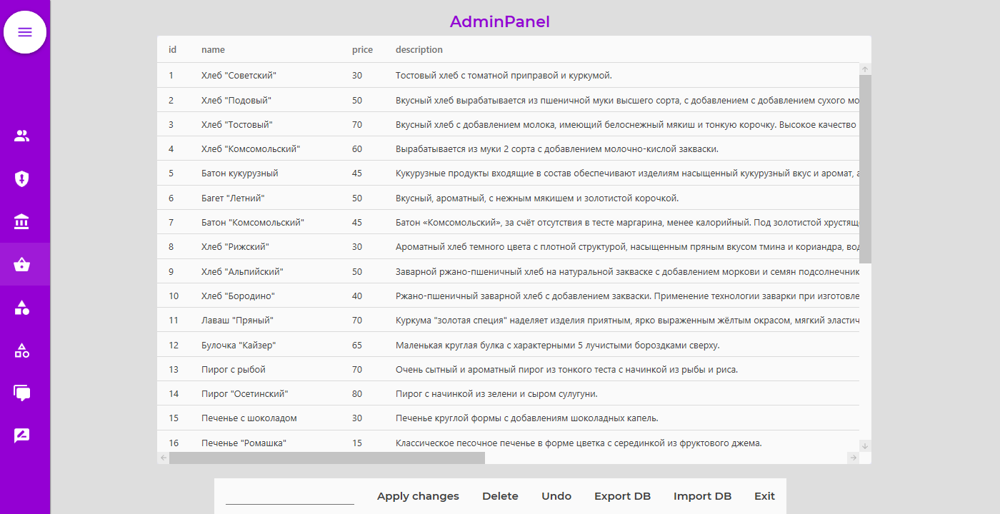 AdminPanel
id name price description
1 Хлеб "Советский" 30 Тостовый хлеб с томатной приправой и куркумой.
2 Хлеб "Подовый" 50 Вкусный хлеб вырабатывается из пшеничной муки высшего сорта, с добавлением с добавлением сухого мо
3 Хлеб "Тостовый" 70 Вкусный хлеб с добавлением молока, имеющий белоснежный мякиш и тонкую корочку. Высокое качество
4 Хлеб "Комсомольский" 60 Вырабатывается из муки 2 сорта с добавлением молочно-кислой закваски.
5 Батон кукурузный 45 Кукурузные продукты входящие в состав обеспечивают изделиям насыщенный кукурузный вкус и аромат, а
6 Багет "Летний" 50 Вкусный, ароматный, с нежным мякишем и золотистой корочкой.
7 Батон "Комсомольский" 45 Батон «Комсомольский», за счёт отсутствия в тесте маргарина, менее калорийный. Под золотистой хрустящ
8 Хлеб "Рижский" 30 Ароматный хлеб темного цвета с плотной структурой, насыщенным пряным вкусом тмина и кориандра, вод
9 Хлеб "Альпийский" 50 Заварной ржано-пшеничный хлеб на натуральной закваске с добавлением моркови и семян подсолнечник
10 Хлеб "Бородино" 40 Ржано-пшеничный заварной хлеб с добавлением закваски. Применение технологии заварки при изготовле
11 Лаваш "Пряный" 70 Куркума "золотая специя" наделяет изделия приятным, ярко выраженным жёлтым окрасом, мягкий эластич
12 Булочка "Кайзер" 65 Маленькая круглая булка с характерными 5 лучистыми бороздками сверху.
13 Пирог с рыбой 70 Очень сытный и ароматный пирог из тонкого теста с начинкой из рыбы и риса.
14 Пирог "Осетинский" 80 Пирог с начинкой из зелени и сыром сулугуни.
15 Печенье с шоколадом 30 Печенье круглой формы с добавлениям шоколадных капель.
16 Печенье "Ромашка" 15 Классическое песочное печенье в форме цветка с серединкой из фруктового джема.
Apply changes Delete Undo Export DB Import DB Exit